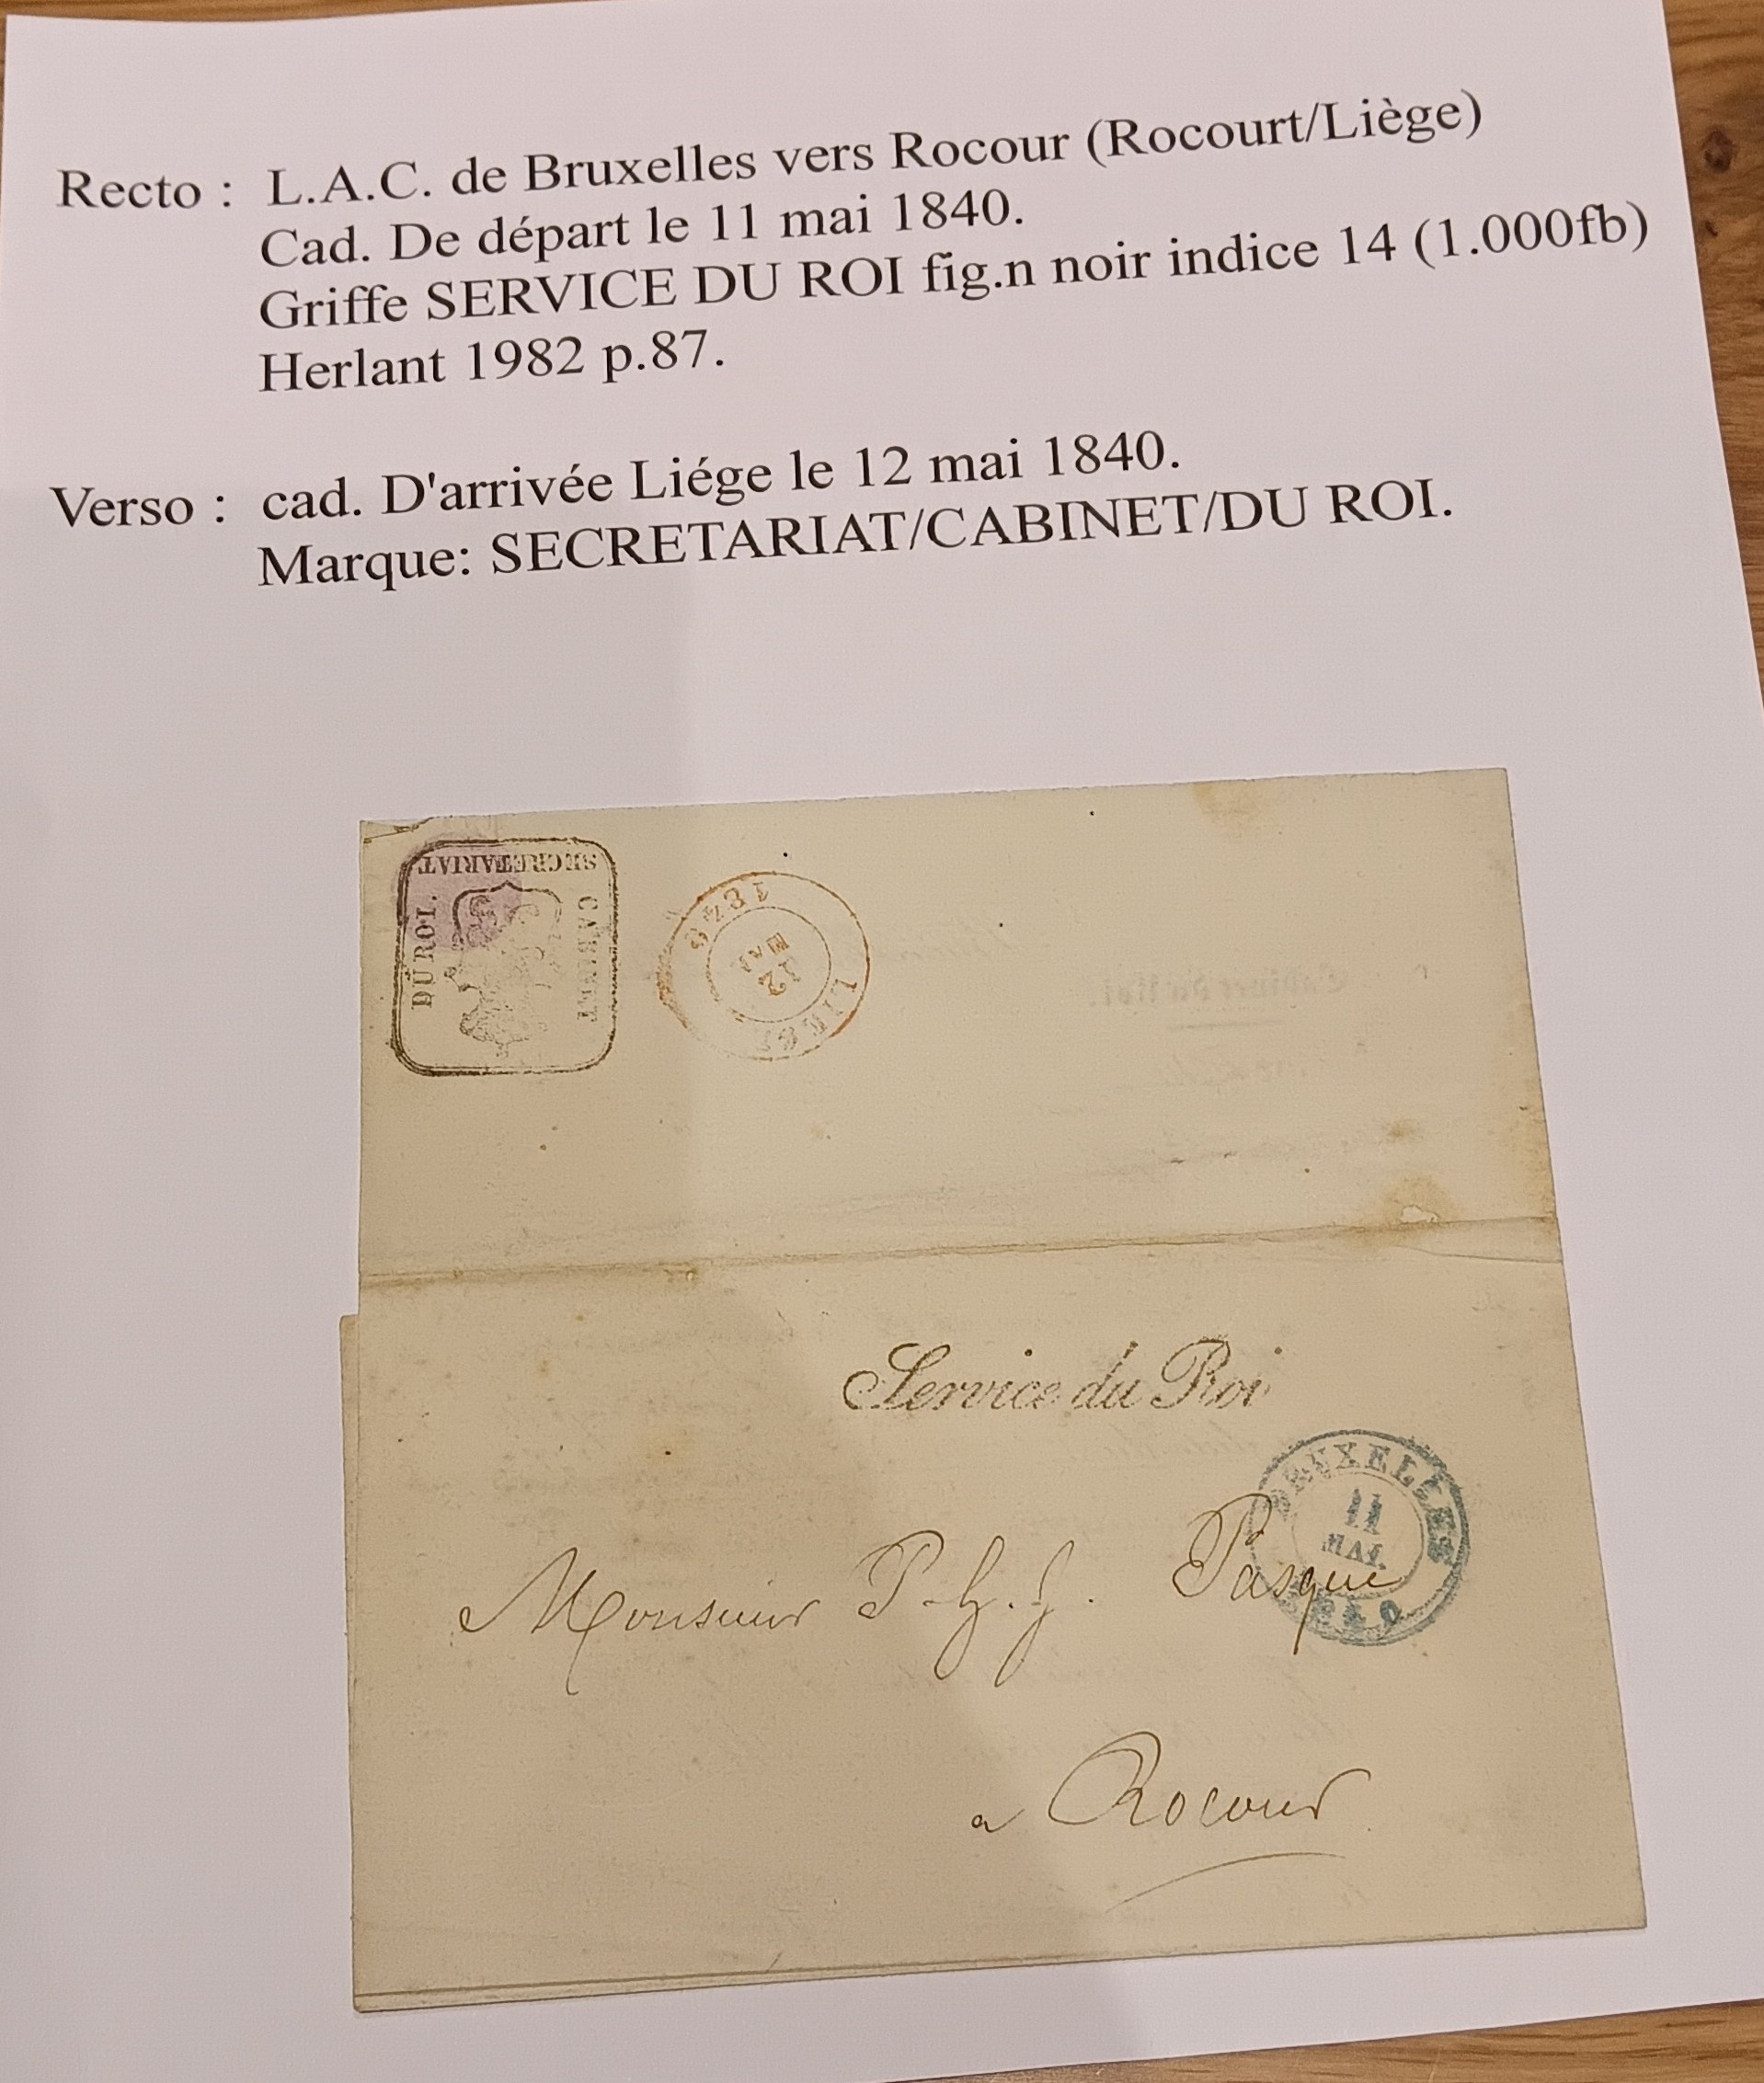 Recto : L.A.C. de Bruxelles vers Rocour (Rocourt/Liège)
Cad. De départ le 11 mai 1840.
Griffe SERVICE DU ROI fig.n noir indice 14 (1.000fb)
Herlant 1982 p.87.
Verso : cad. D'arrivée Liége le 12 mai 1840.
Marque: SECRETARIAT/CABINET/DU ROI.
SECRETARIAT
CABINET
DU ROI.
12
MAI
Service du Roi
BRUXELLES
11
MAI
Monsieur P. H. J. Pasque
a Rocour